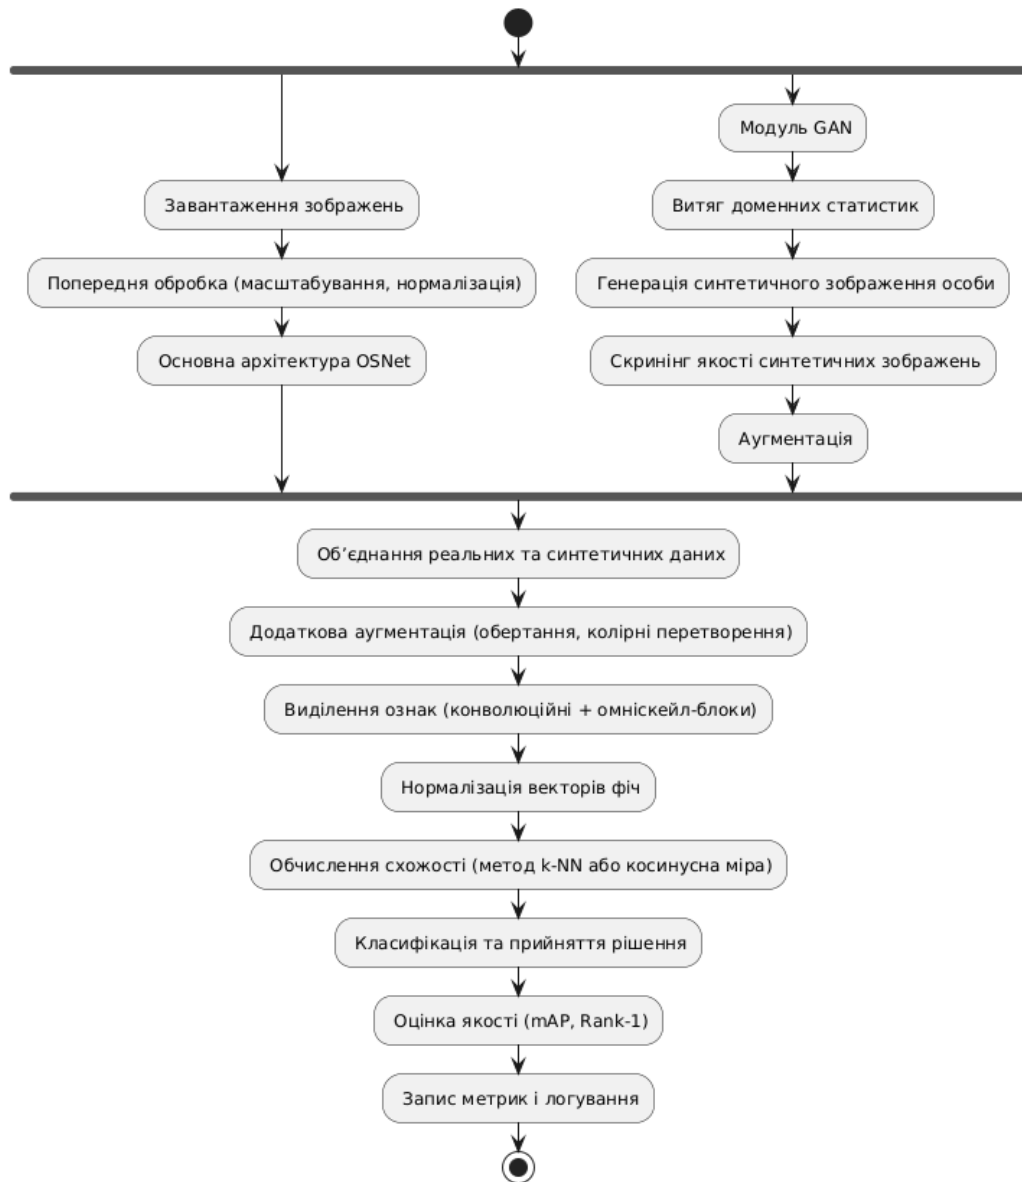 Модуль GAN
Завантаження зображень
Витяг доменних статистик
Попередня обробка (масштабування, нормалізація)
Генерація синтетичного зображення особи
Основна архітектура OSNet
Скринінг якості синтетичних зображень
Аугментація
Об’єднання реальних та синтетичних даних
Додаткова аугментація (обертання, колірні перетворення)
Виділення ознак (конволюційні + омніскейл-блоки)
Нормалізація векторів фіч
Обчислення схожості (метод k-NN або косинусна міра)
Класифікація та прийняття рішення
Оцінка якості (mAP, Rank-1)
Запис метрик і логування